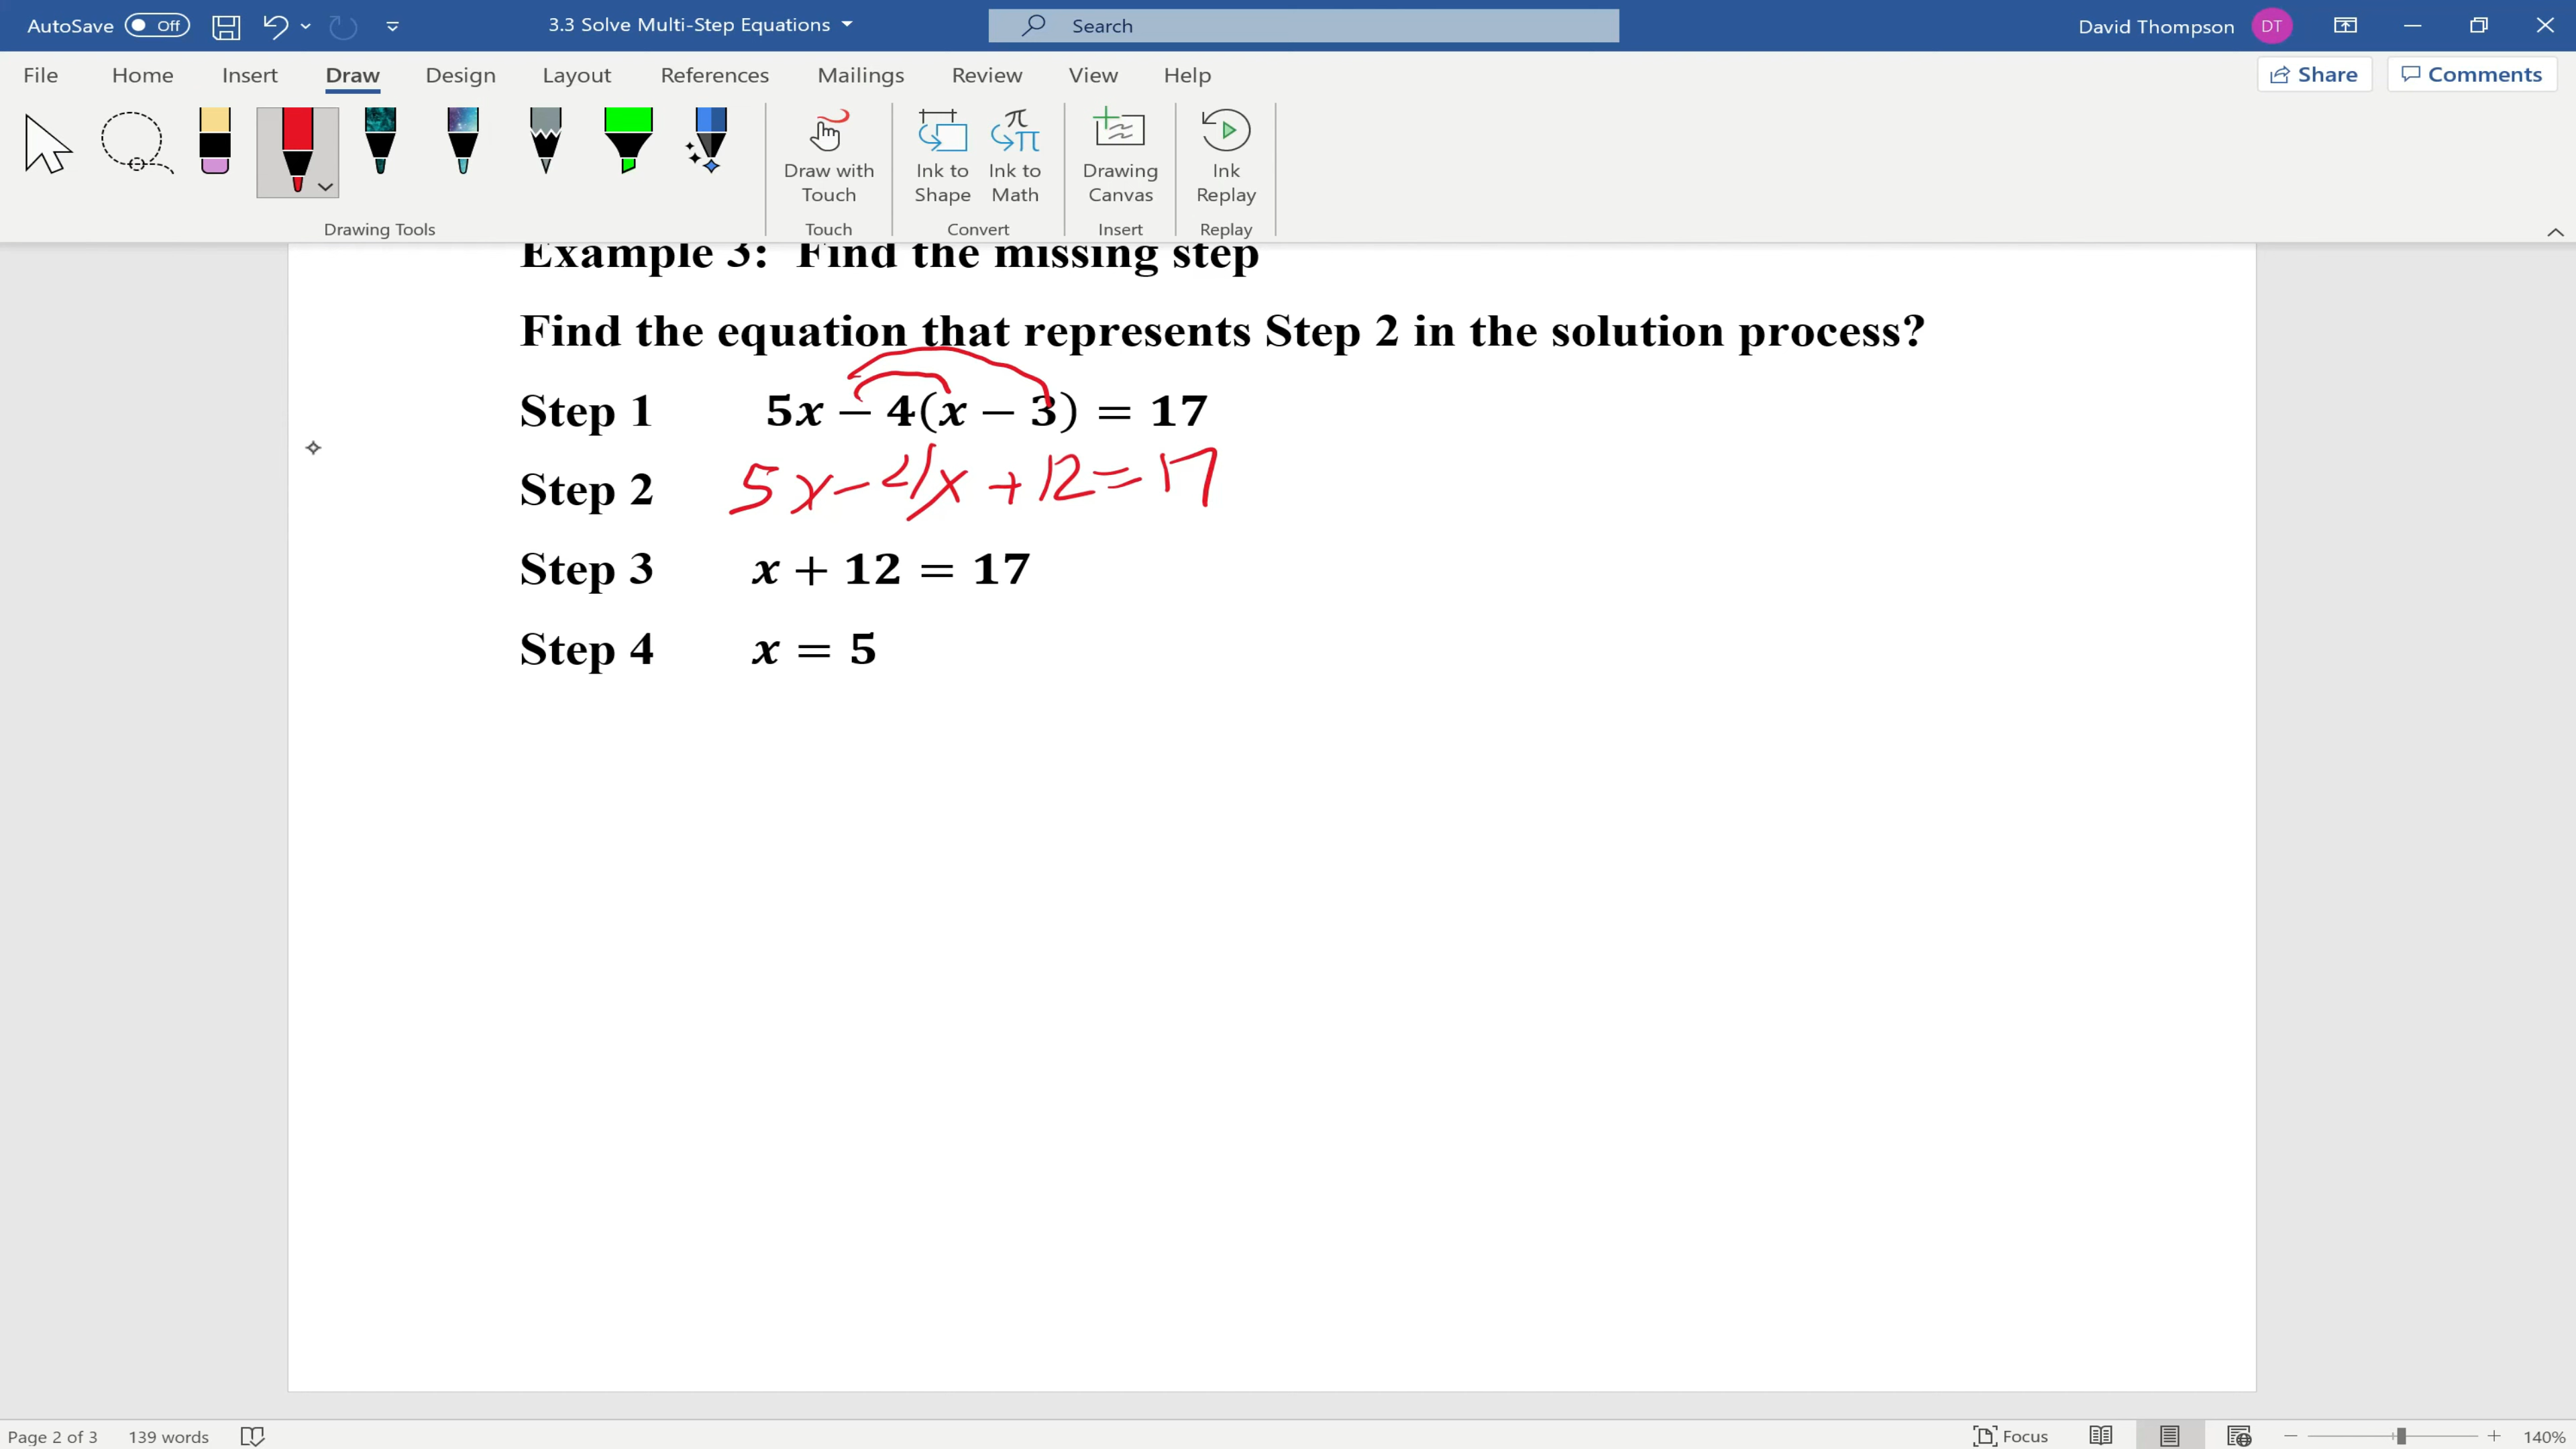 AutoSave Off 3.3 Solve Multi-Step Equations Search David Thompson DT
File Home Insert Draw Design Layout References Mailings Review View Help Share Comments
Draw with Touch
Ink to Shape
Ink to Math
Drawing Canvas
Ink Replay
Drawing Tools Touch Convert Insert Replay
Example 3: Find the missing step
Find the equation that represents Step 2 in the solution process?
Step 1 5x − 4(x − 3) = 17
Step 2 5x − 4x + 12 = 17
Step 3 x + 12 = 17
Step 4 x = 5
Page 2 of 3 139 words Focus 140%